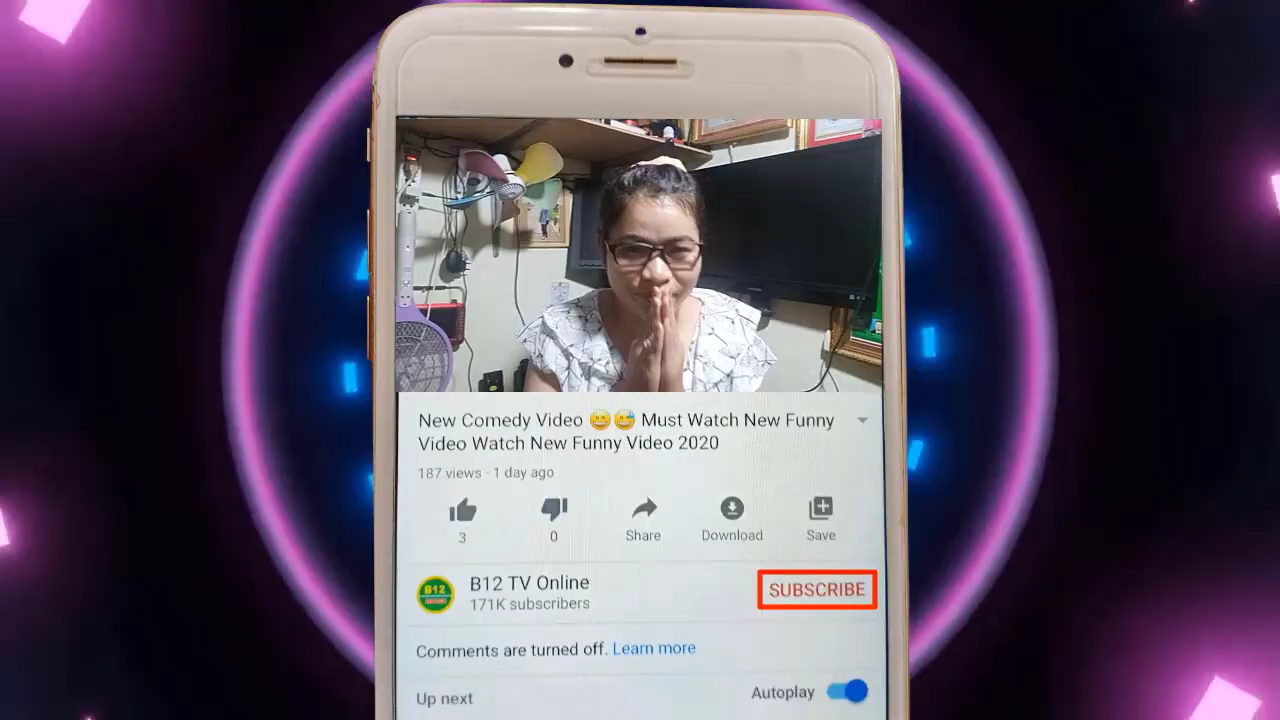 New Comedy Video 😁😅 Must Watch New Funny
Video Watch New Funny Video 2020
187 views · 1 day ago
3
0
Share
Download
Save
B12
B12 TV Online
171K subscribers
SUBSCRIBE
Comments are turned off. Learn more
Up next
Autoplay